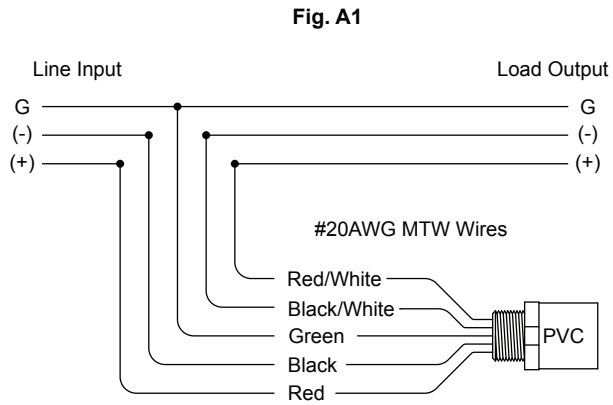 Fig. A1
Line Input
Load Output
G
G
(-)
(-)
(+)
(+)
#20AWG MTW Wires
Red/White
Black/White
Green
PVC
Black
Red